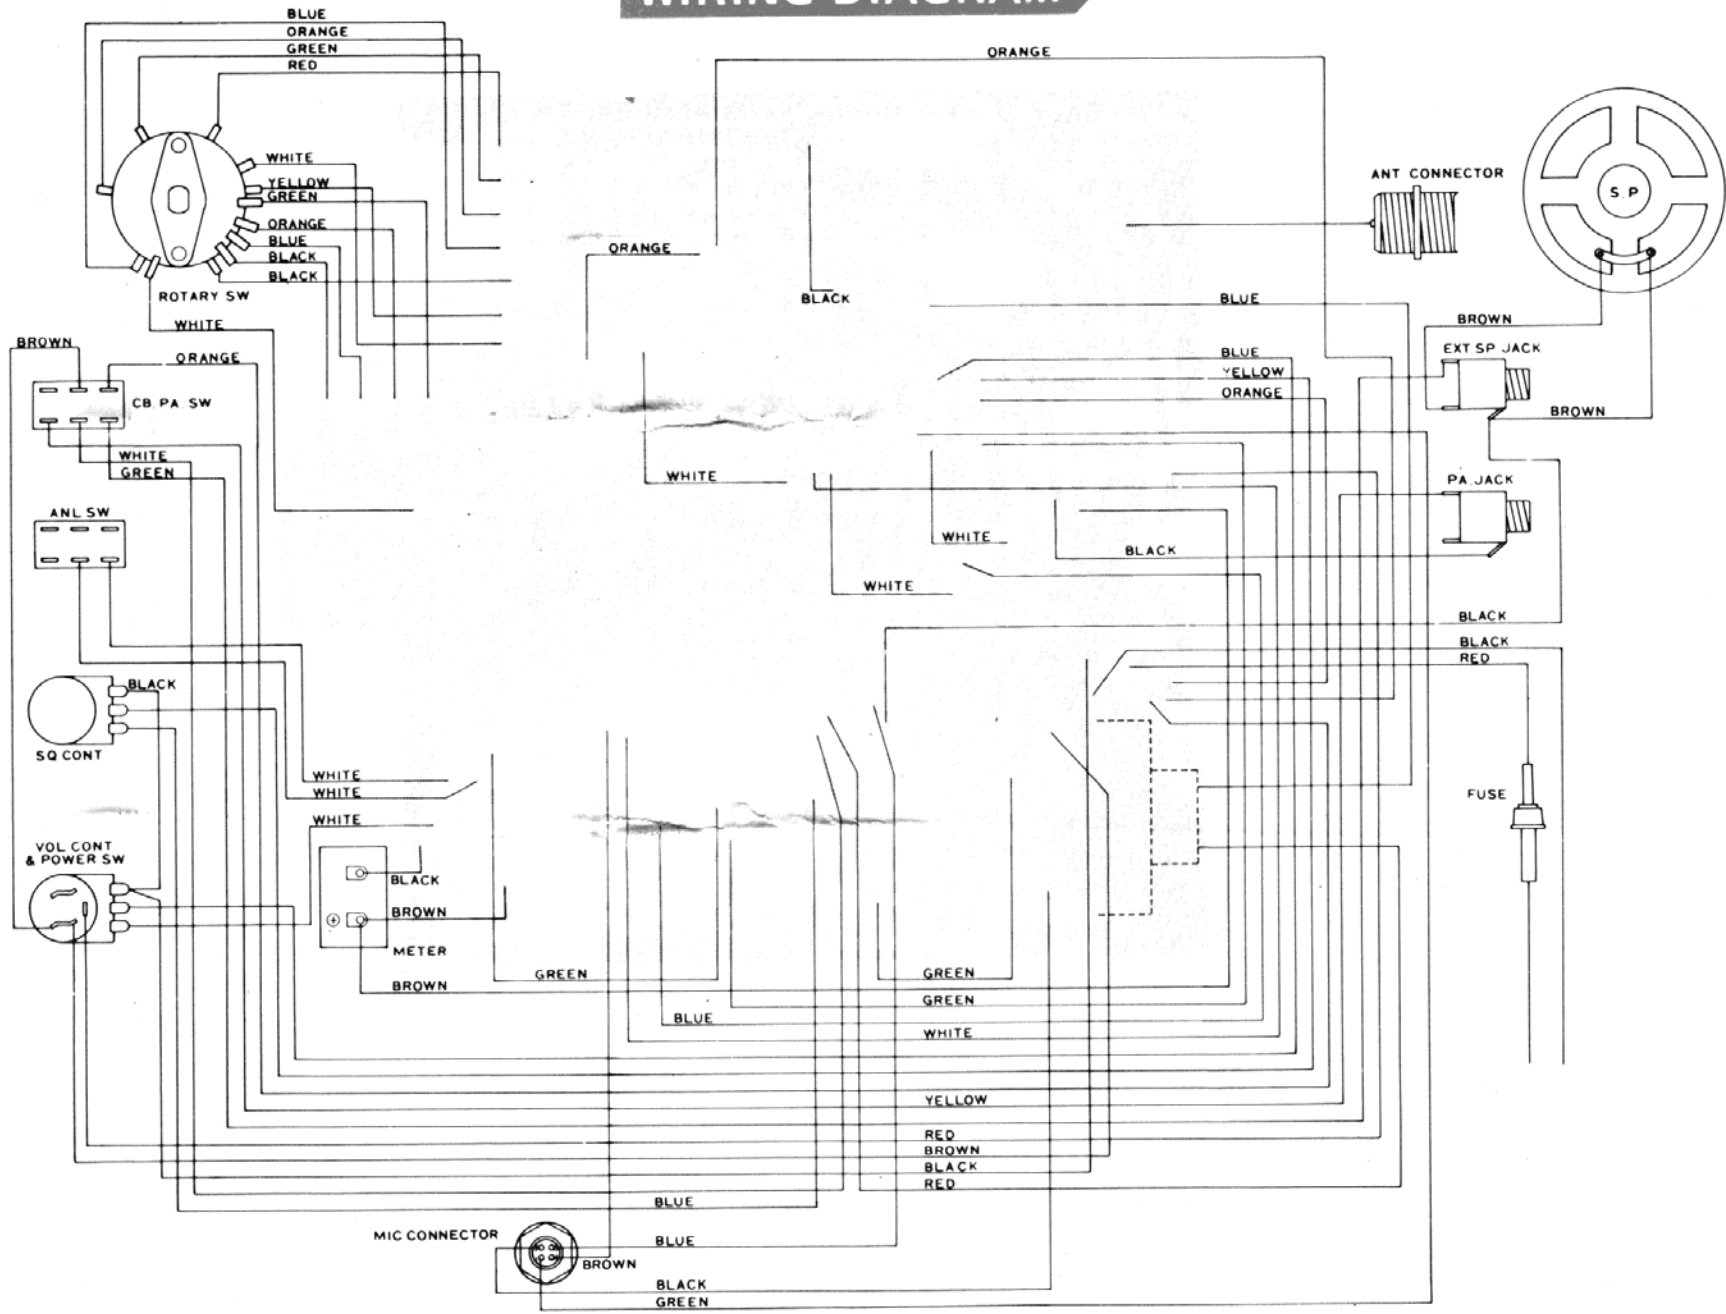 WIRING DIAGRAM
BLUE
ORANGE
GREEN
RED
ORANGE
WHITE
YELLOW
GREEN
ORANGE
BLUE
BLACK
BLACK
ROTARY SW
WHITE
ORANGE
BLACK
ANT CONNECTOR
S.P
BLUE
BROWN
EXT SP JACK
BROWN
BROWN
ORANGE
CB. PA. SW
WHITE
GREEN
BLUE
YELLOW
ORANGE
WHITE
PA. JACK
ANL SW
WHITE
BLACK
WHITE
BLACK
BLACK
RED
BLACK
SQ CONT
WHITE
WHITE
WHITE
FUSE
VOL CONT
& POWER SW
BLACK
BROWN
METER
GREEN
BROWN
GREEN
GREEN
BLUE
WHITE
YELLOW
RED
BROWN
BLACK
RED
BLUE
MIC CONNECTOR
BLUE
BROWN
BLACK
GREEN